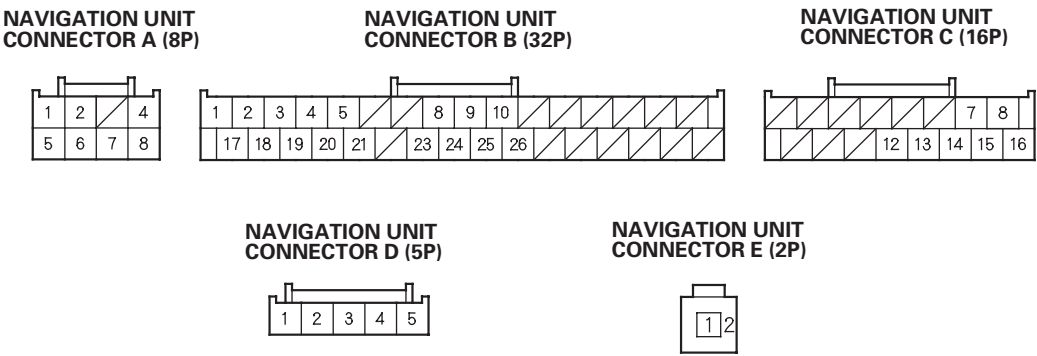 NAVIGATION UNIT
CONNECTOR A (8P)
NAVIGATION UNIT
CONNECTOR B (32P)
NAVIGATION UNIT
CONNECTOR C (16P)
1 2 4
5 6 7 8
1 2 3 4 5 8 9 10
17 18 19 20 21 23 24 25 26
7 8
12 13 14 15 16
NAVIGATION UNIT
CONNECTOR D (5P)
NAVIGATION UNIT
CONNECTOR E (2P)
1 2 3 4 5
1 2